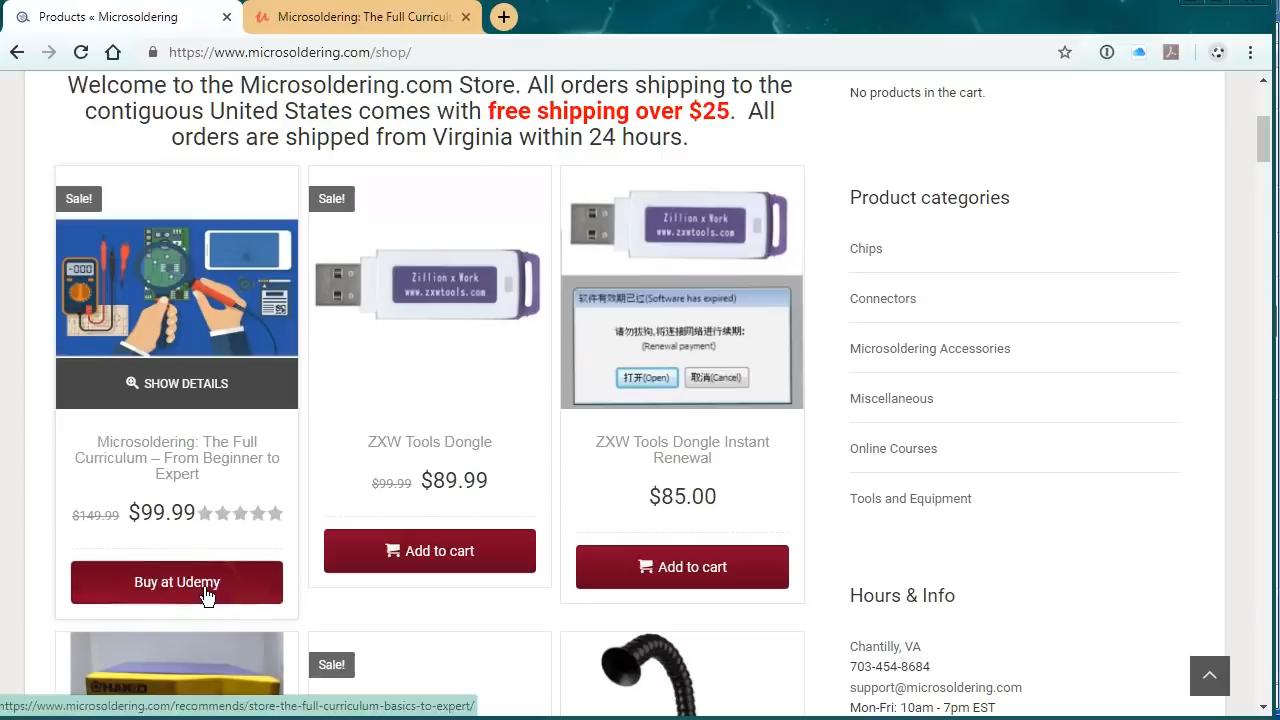 Products « Microsoldering
Microsoldering: The Full Curricul
https://www.microsoldering.com/shop/
Welcome to the Microsoldering.com Store. All orders shipping to the
contiguous United States comes with free shipping over $25. All
orders are shipped from Virginia within 24 hours.
No products in the cart.
Product categories
Chips
Connectors
Microsoldering Accessories
Miscellaneous
Online Courses
Tools and Equipment
Sale!
-000
SHOW DETAILS
Microsoldering: The Full
Curriculum – From Beginner to
Expert
$149.99 $99.99
Buy at Udemy
Sale!
Zillion x Work
www.zxwtools.com
ZXW Tools Dongle
$99.99 $89.99
Add to cart
Zillion x Work
www.zxwtools.com
软件有效期已过(Software has expired)
请勿拔狗,将连接网络进行续期:
(Renewal payment)
打开(Open)
取消(Cancel)
ZXW Tools Dongle Instant
Renewal
$85.00
Add to cart
Hours & Info
Chantilly, VA
703-454-8684
support@microsoldering.com
Mon-Fri: 10am - 7pm EST
HAKKO
Sale!
https://www.microsoldering.com/recommends/store-the-full-curriculum-basics-to-expert/